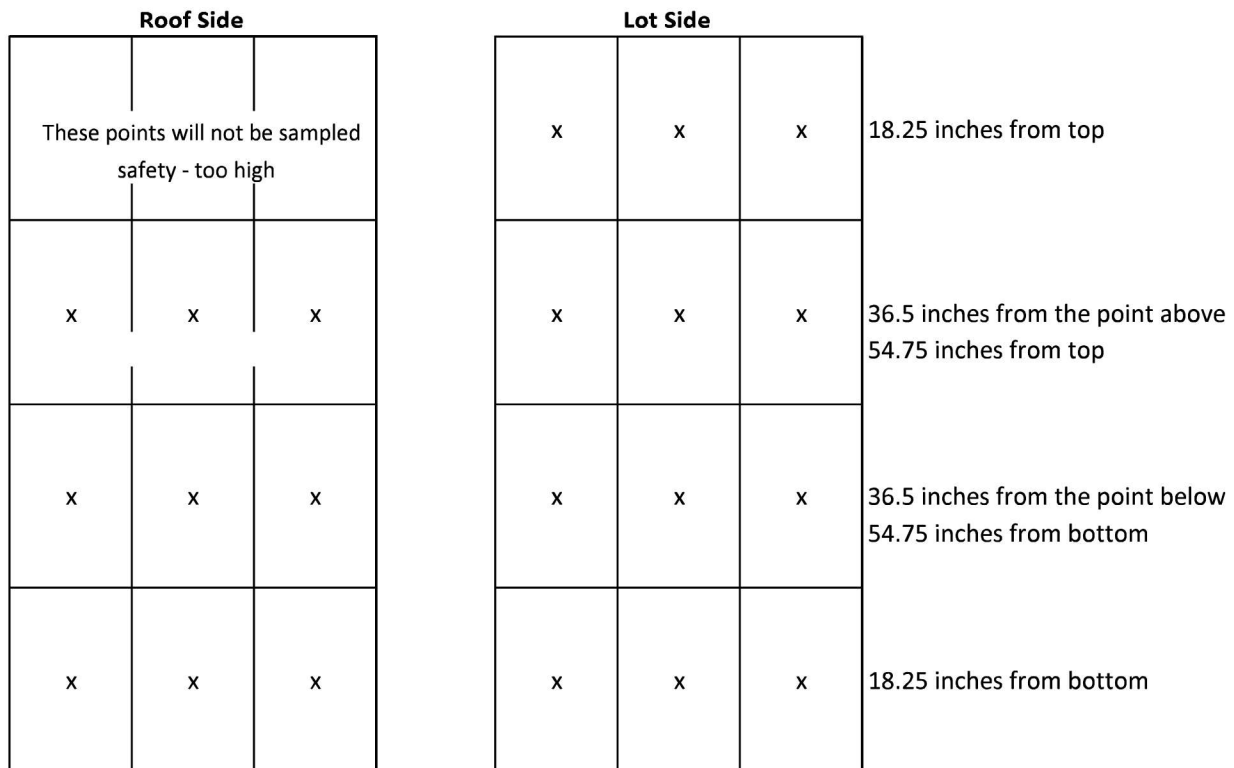 Roof Side
These points will not be sampled
safety - too high
x x x
x x x
x x x
Lot Side
x x x 18.25 inches from top
x x x 36.5 inches from the point above
54.75 inches from top
x x x 36.5 inches from the point below
54.75 inches from bottom
x x x 18.25 inches from bottom